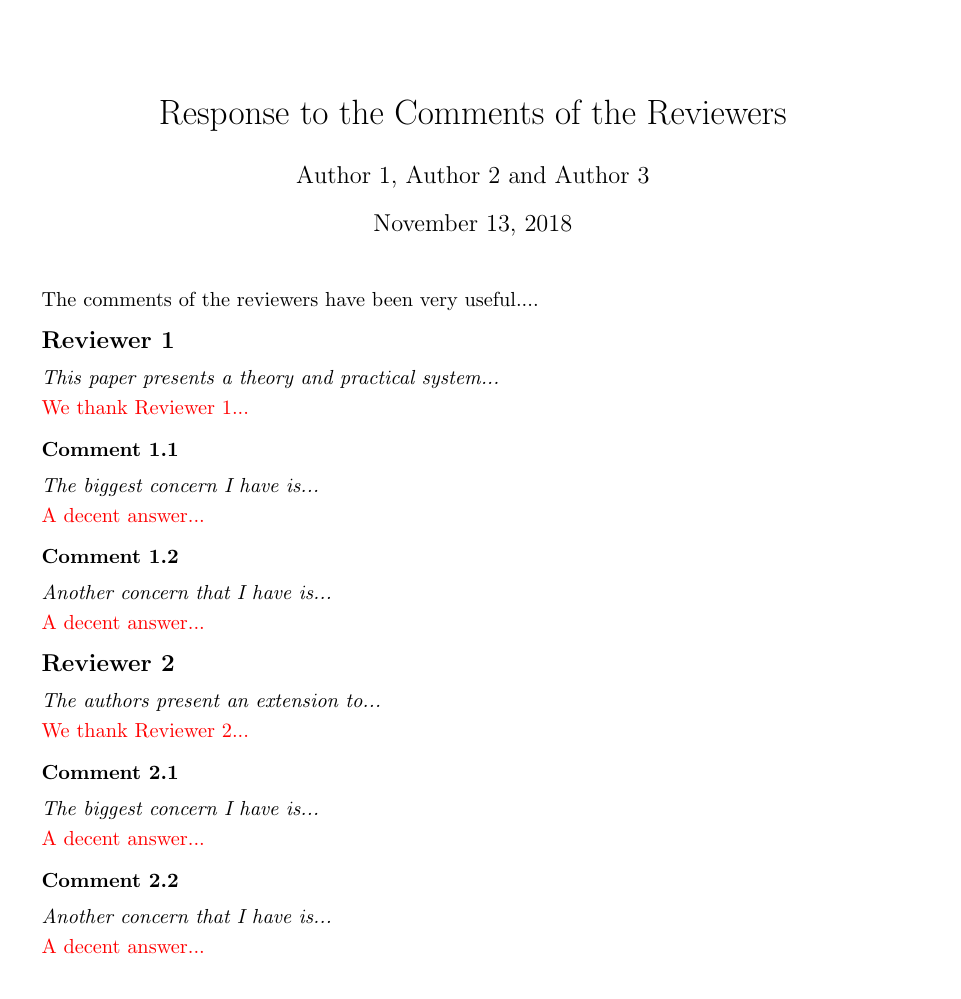 Response to the Comments of the Reviewers
Author 1, Author 2 and Author 3
November 13, 2018
The comments of the reviewers have been very useful....
Reviewer 1
This paper presents a theory and practical system...
We thank Reviewer 1...
Comment 1.1
The biggest concern I have is...
A decent answer...
Comment 1.2
Another concern that I have is...
A decent answer...
Reviewer 2
The authors present an extension to...
We thank Reviewer 2...
Comment 2.1
The biggest concern I have is...
A decent answer...
Comment 2.2
Another concern that I have is...
A decent answer...